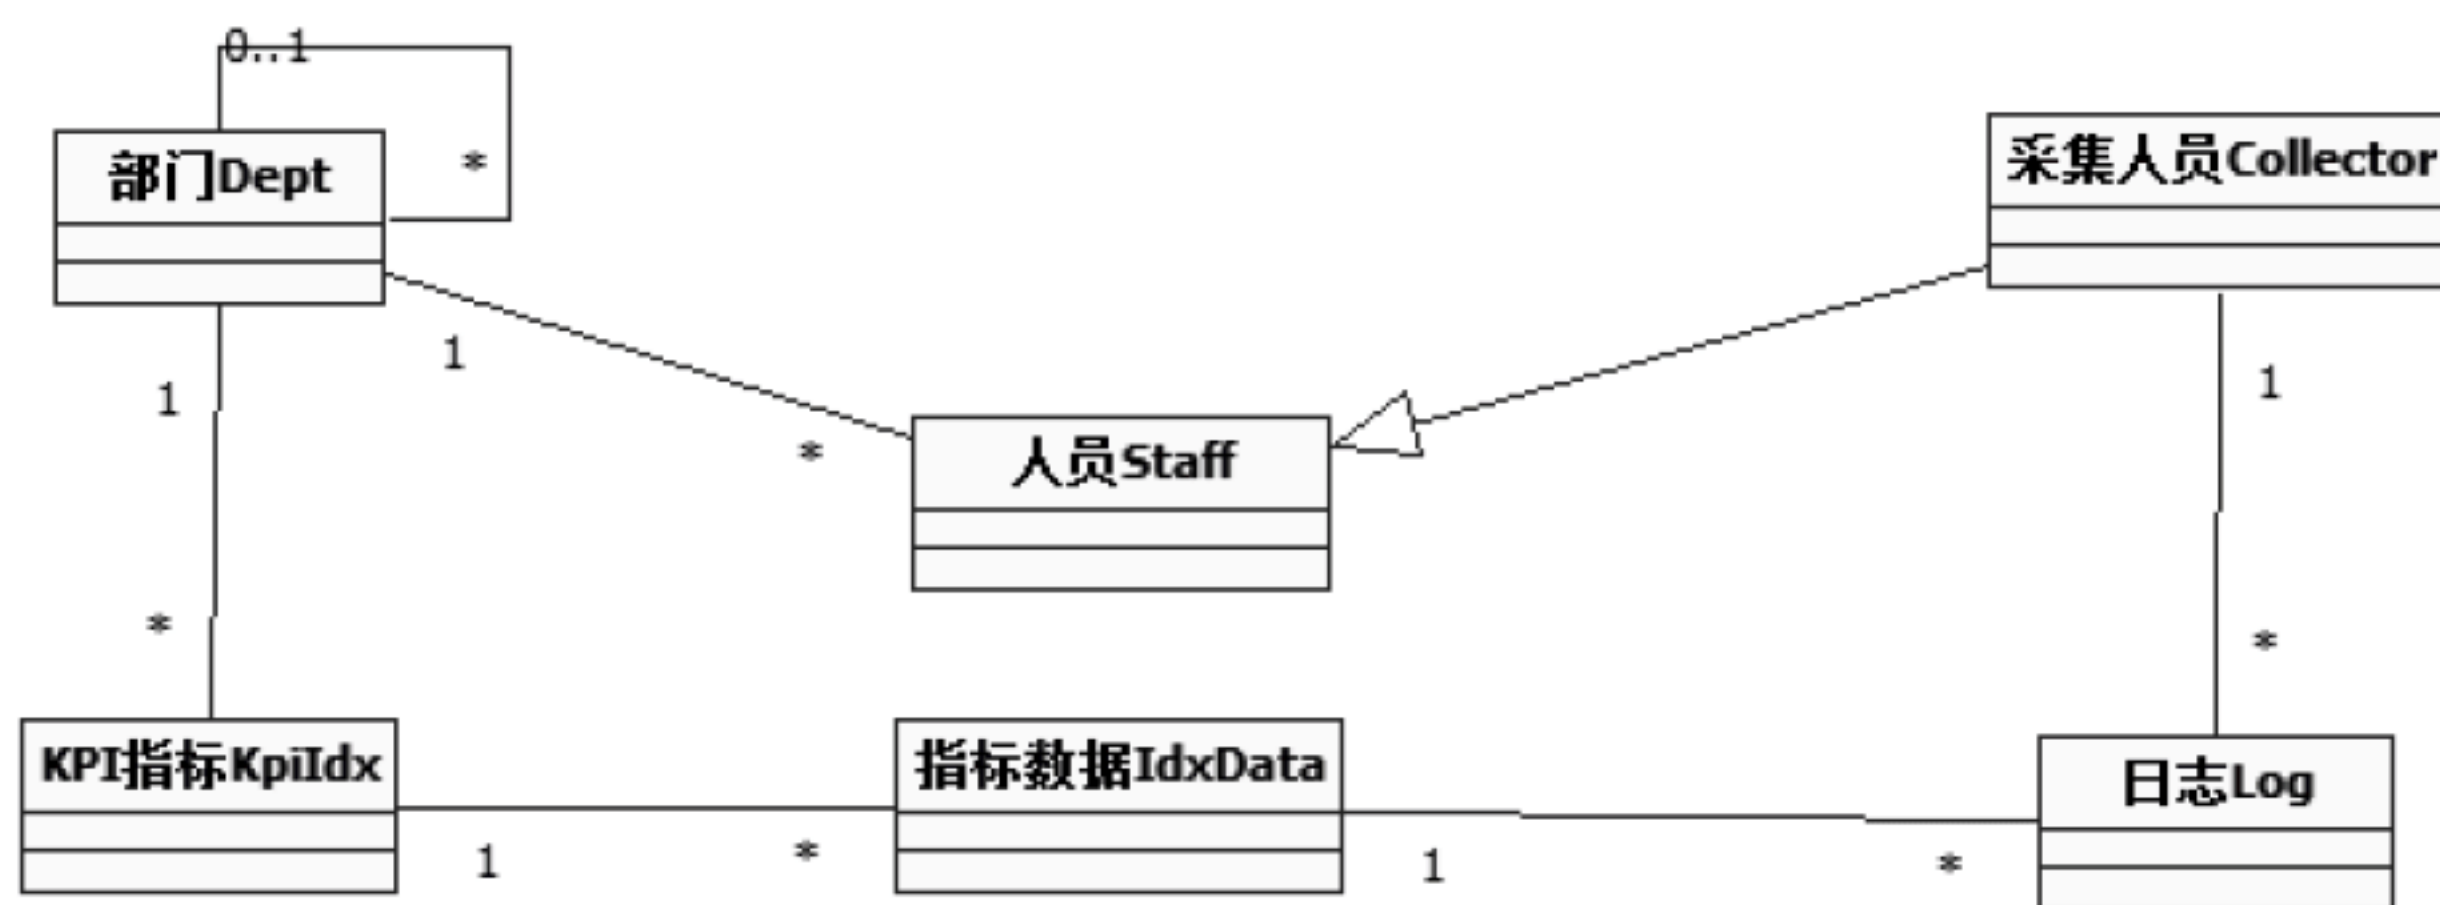 0..1
部门Dept
*
采集人员Collector
1
*
1
*
人员Staff
1
*
KPI指标KpiIdx
1
*
指标数据IdxData
1
*
日志Log